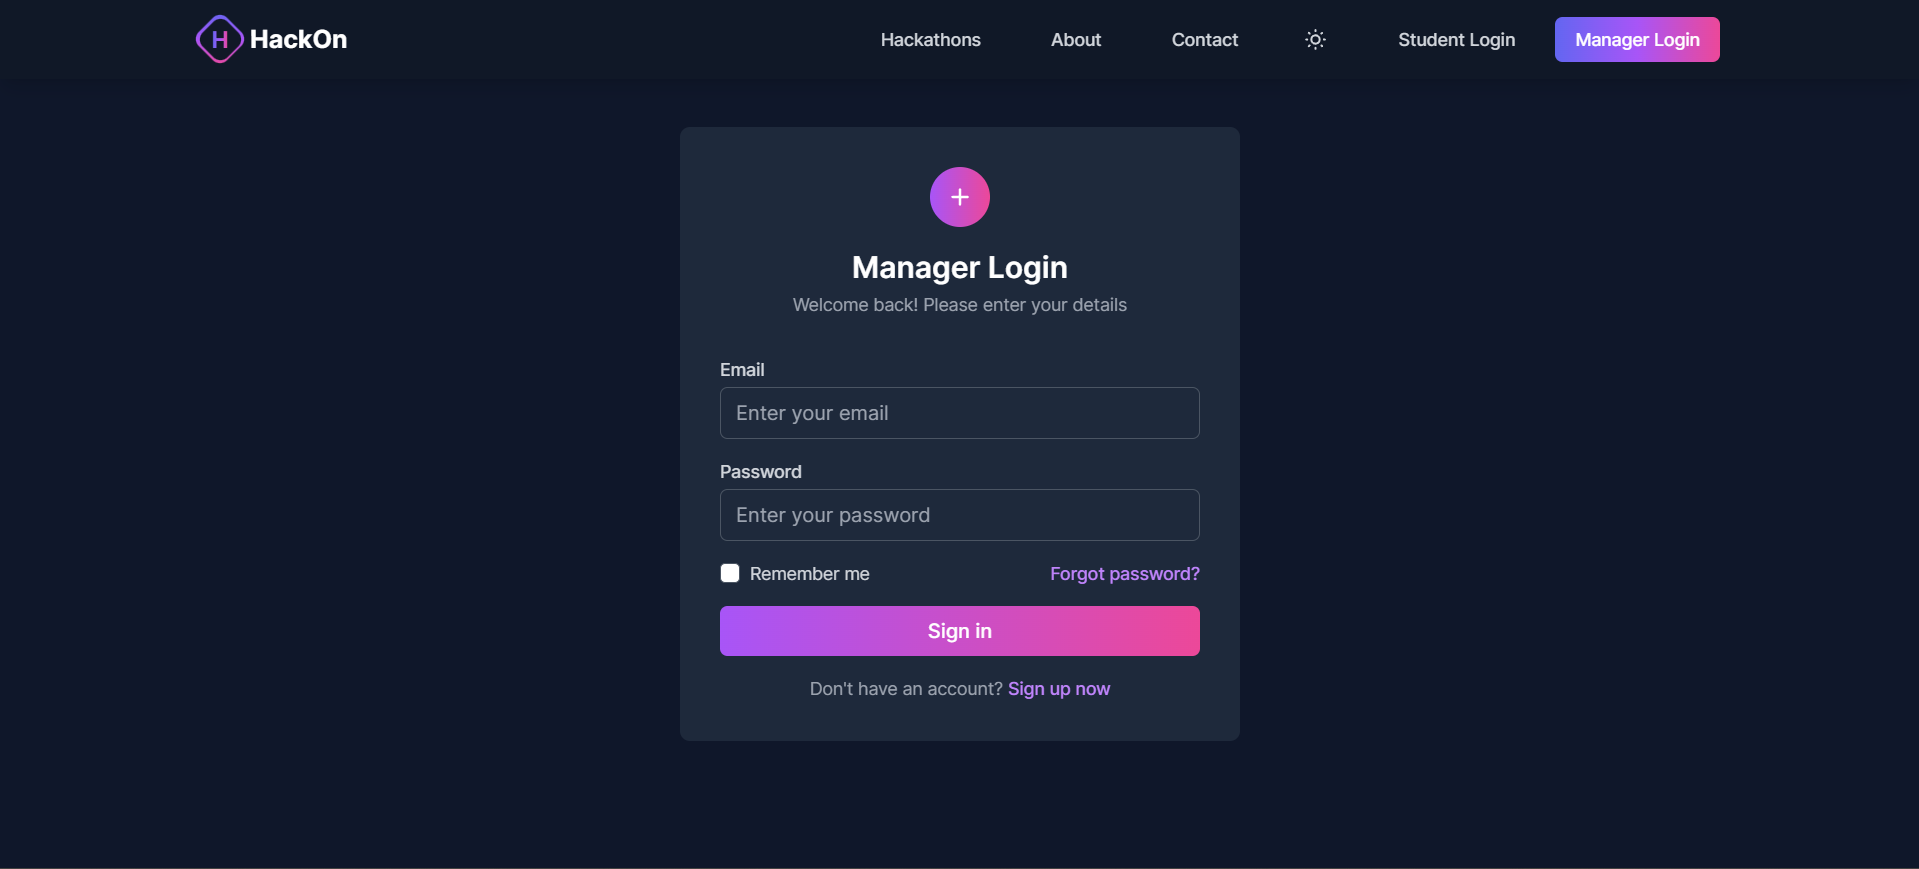 H HackOn
Hackathons About Contact Student Login Manager Login
Manager Login
Welcome back! Please enter your details
Email
Enter your email
Password
Enter your password
Remember me Forgot password?
Sign in
Don't have an account? Sign up now